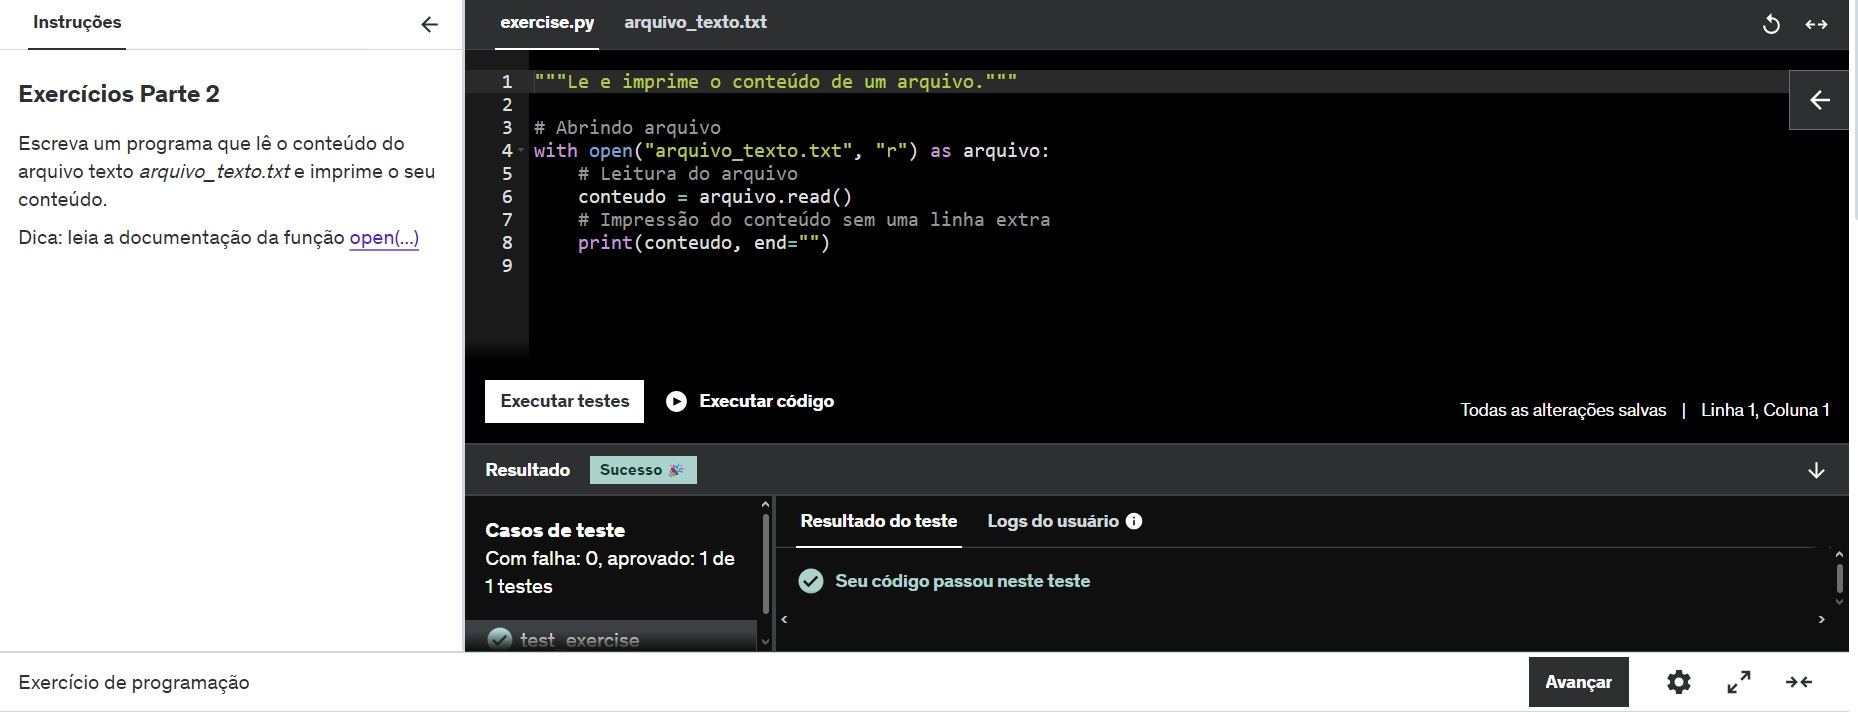 Instruções
Exercícios Parte 2
Escreva um programa que lê o conteúdo do
arquivo texto arquivo_texto.txt e imprime o seu
conteúdo.
Dica: leia a documentação da função open(...)
exercise.py arquivo_texto.txt
1 """Le e imprime o conteúdo de um arquivo."""
2
3 # Abrindo arquivo
4 with open("arquivo_texto.txt", "r") as arquivo:
5     # Leitura do arquivo
6     conteudo = arquivo.read()
7     # Impressão do conteúdo sem uma linha extra
8     print(conteudo, end="")
9
Executar testes Executar código
Todas as alterações salvas | Linha 1, Coluna 1
Resultado Sucesso 🎉
Casos de teste
Com falha: 0, aprovado: 1 de
1 testes
test_exercise
Resultado do teste Logs do usuário
Seu código passou neste teste
Exercício de programação
Avançar